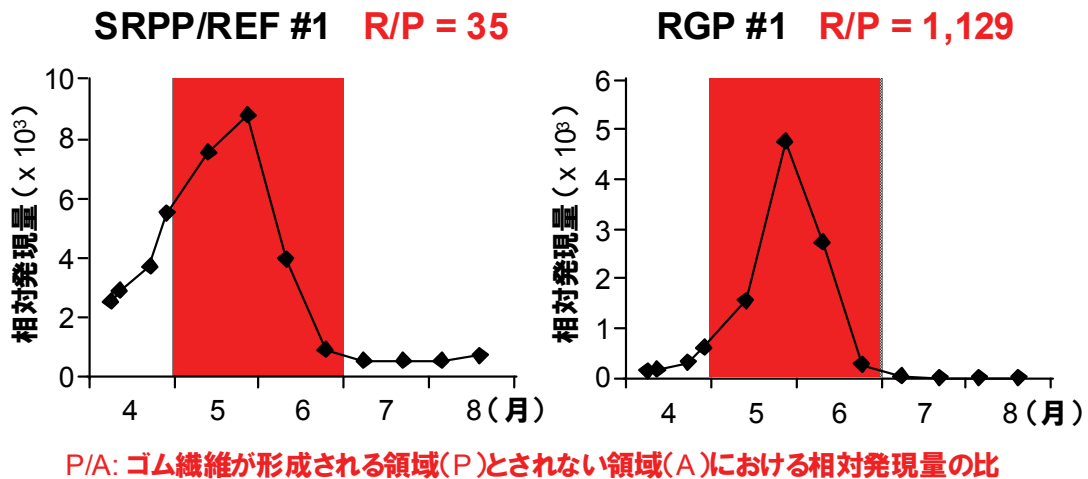 SRPP/REF #1 R/P = 35
相対発現量(x 10³)
10
8
6
4
2
0
4 5 6 7 8(月)
RGP #1 R/P = 1,129
相対発現量(x 10³)
6
5
4
3
2
1
0
4 5 6 7 8(月)
P/A: ゴム繊維が形成される領域(P)とされない領域(A)における相対発現量の比